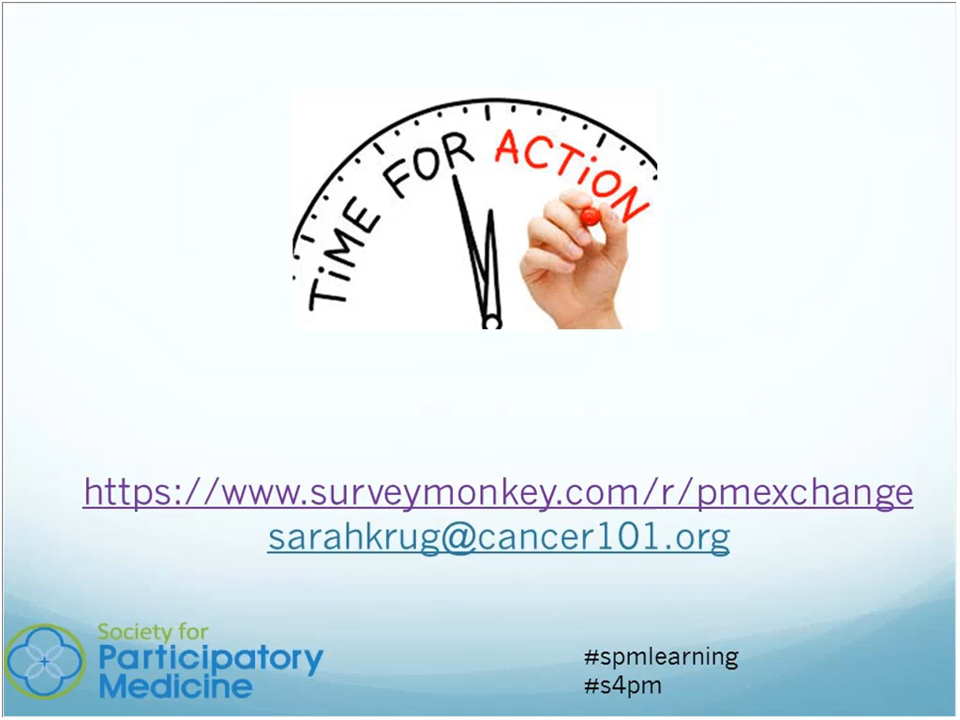 TiME FOR ACTiON
https://www.surveymonkey.com/r/pmexchange
sarahkrug@cancer101.org
Society for
Participatory
Medicine
#spmlearning
#s4pm